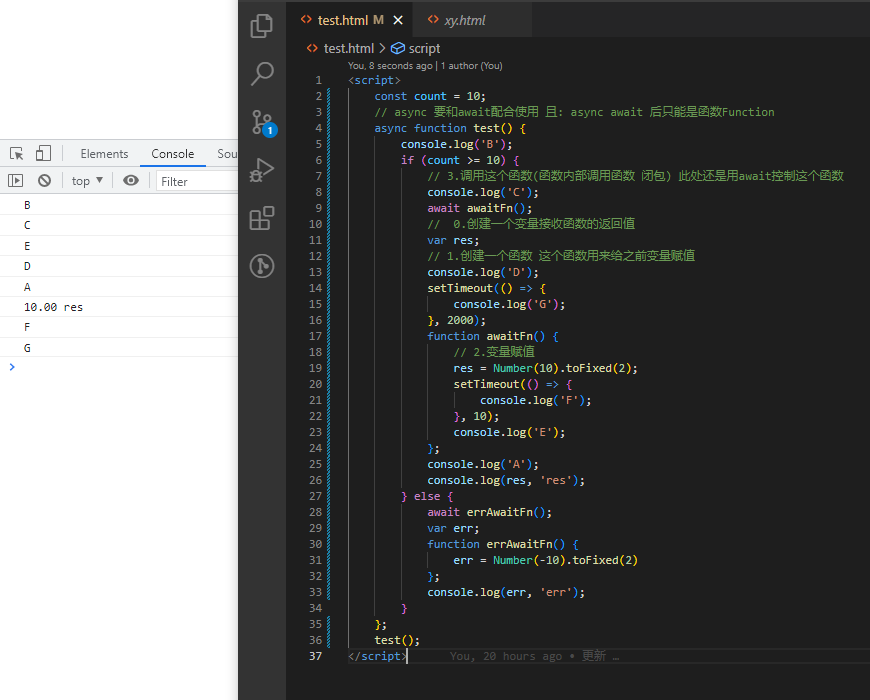 test.html M
xy.html
test.html > script
You, 8 seconds ago | 1 author (You)
1 <script>
2 const count = 10;
3 // async 要和await配合使用 且: async await 后只能是函数Function
4 async function test() {
5 console.log('B');
6 if (count >= 10) {
7 // 3.调用这个函数(函数内部调用函数 闭包) 此处还是用await控制这个函数
8 console.log('C');
9 await awaitFn();
10 // 0.创建一个变量接收函数的返回值
11 var res;
12 // 1.创建一个函数 这个函数用来给之前变量赋值
13 console.log('D');
14 setTimeout(() => {
15 console.log('G');
16 }, 2000);
17 function awaitFn() {
18 // 2.变量赋值
19 res = Number(10).toFixed(2);
20 setTimeout(() => {
21 console.log('F');
22 }, 10);
23 console.log('E');
24 };
25 console.log('A');
26 console.log(res, 'res');
27 } else {
28 await errAwaitFn();
29 var err;
30 function errAwaitFn() {
31 err = Number(-10).toFixed(2)
32 };
33 console.log(err, 'err');
34 }
35 };
36 test();
37 </script> You, 20 hours ago • 更新 …
1
Elements Console Sou
top ▼ Filter
B
C
E
D
A
10.00 res
F
G
>